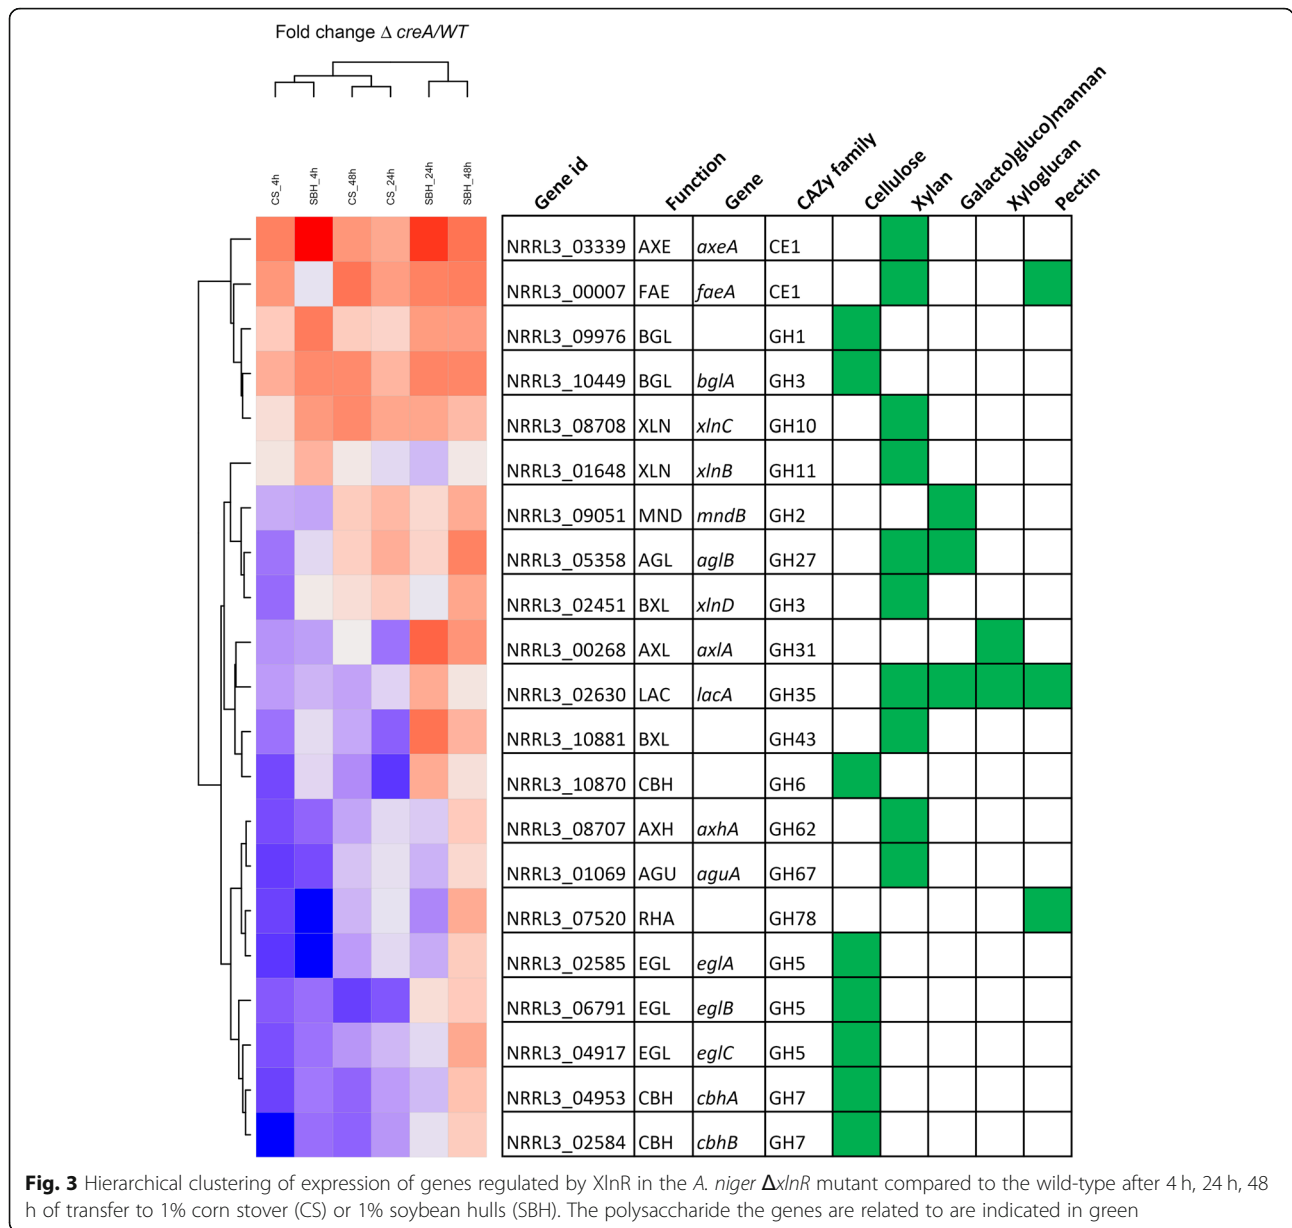 Fold change Δ creA/WT
CS_4h
SBH_4h
CS_48h
CS_24h
SBH_24h
SBH_48h
Gene id
Function
Gene
CAZy family
Cellulose
Xylan
Galacto)gluco)mannan
Xyloglucan
Pectin
NRRL3_03339 AXE axeA CE1
NRRL3_00007 FAE faeA CE1
NRRL3_09976 BGL GH1
NRRL3_10449 BGL bglA GH3
NRRL3_08708 XLN xlnC GH10
NRRL3_01648 XLN xlnB GH11
NRRL3_09051 MND mndB GH2
NRRL3_05358 AGL aglB GH27
NRRL3_02451 BXL xlnD GH3
NRRL3_00268 AXL axlA GH31
NRRL3_02630 LAC lacA GH35
NRRL3_10881 BXL GH43
NRRL3_10870 CBH GH6
NRRL3_08707 AXH axhA GH62
NRRL3_01069 AGU aguA GH67
NRRL3_07520 RHA GH78
NRRL3_02585 EGL eglA GH5
NRRL3_06791 EGL eglB GH5
NRRL3_04917 EGL eglC GH5
NRRL3_04953 CBH cbhA GH7
NRRL3_02584 CBH cbhB GH7
Fig. 3 Hierarchical clustering of expression of genes regulated by XlnR in the A. niger ΔxlnR mutant compared to the wild-type after 4 h, 24 h, 48
h of transfer to 1% corn stover (CS) or 1% soybean hulls (SBH). The polysaccharide the genes are related to are indicated in green